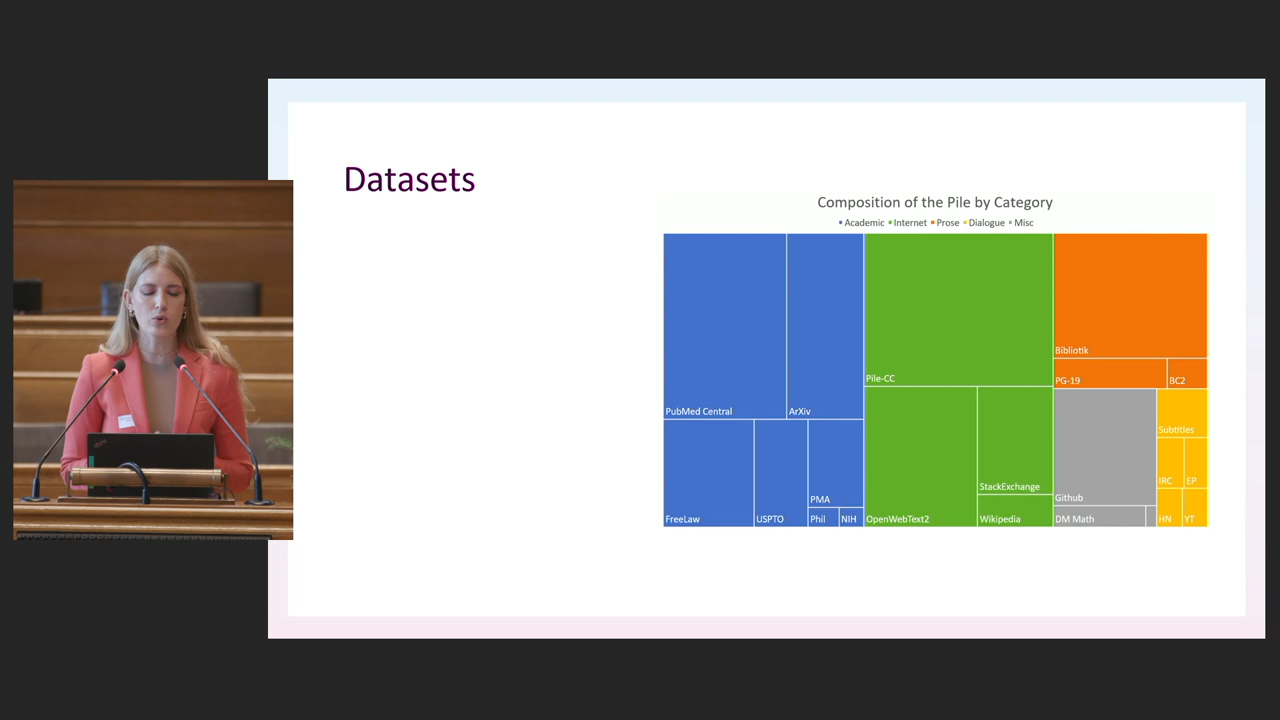 Datasets
Composition of the Pile by Category
Academic Internet Prose Dialogue Misc
Bibliotik
Pile-CC
PG-19
BC2
PubMed Central
ArXiv
Subtitles
IRC
EP
StackExchange
Github
PMA
FreeLaw
USPTO
Phil
NIH
OpenWebText2
Wikipedia
DM Math
HN
YT